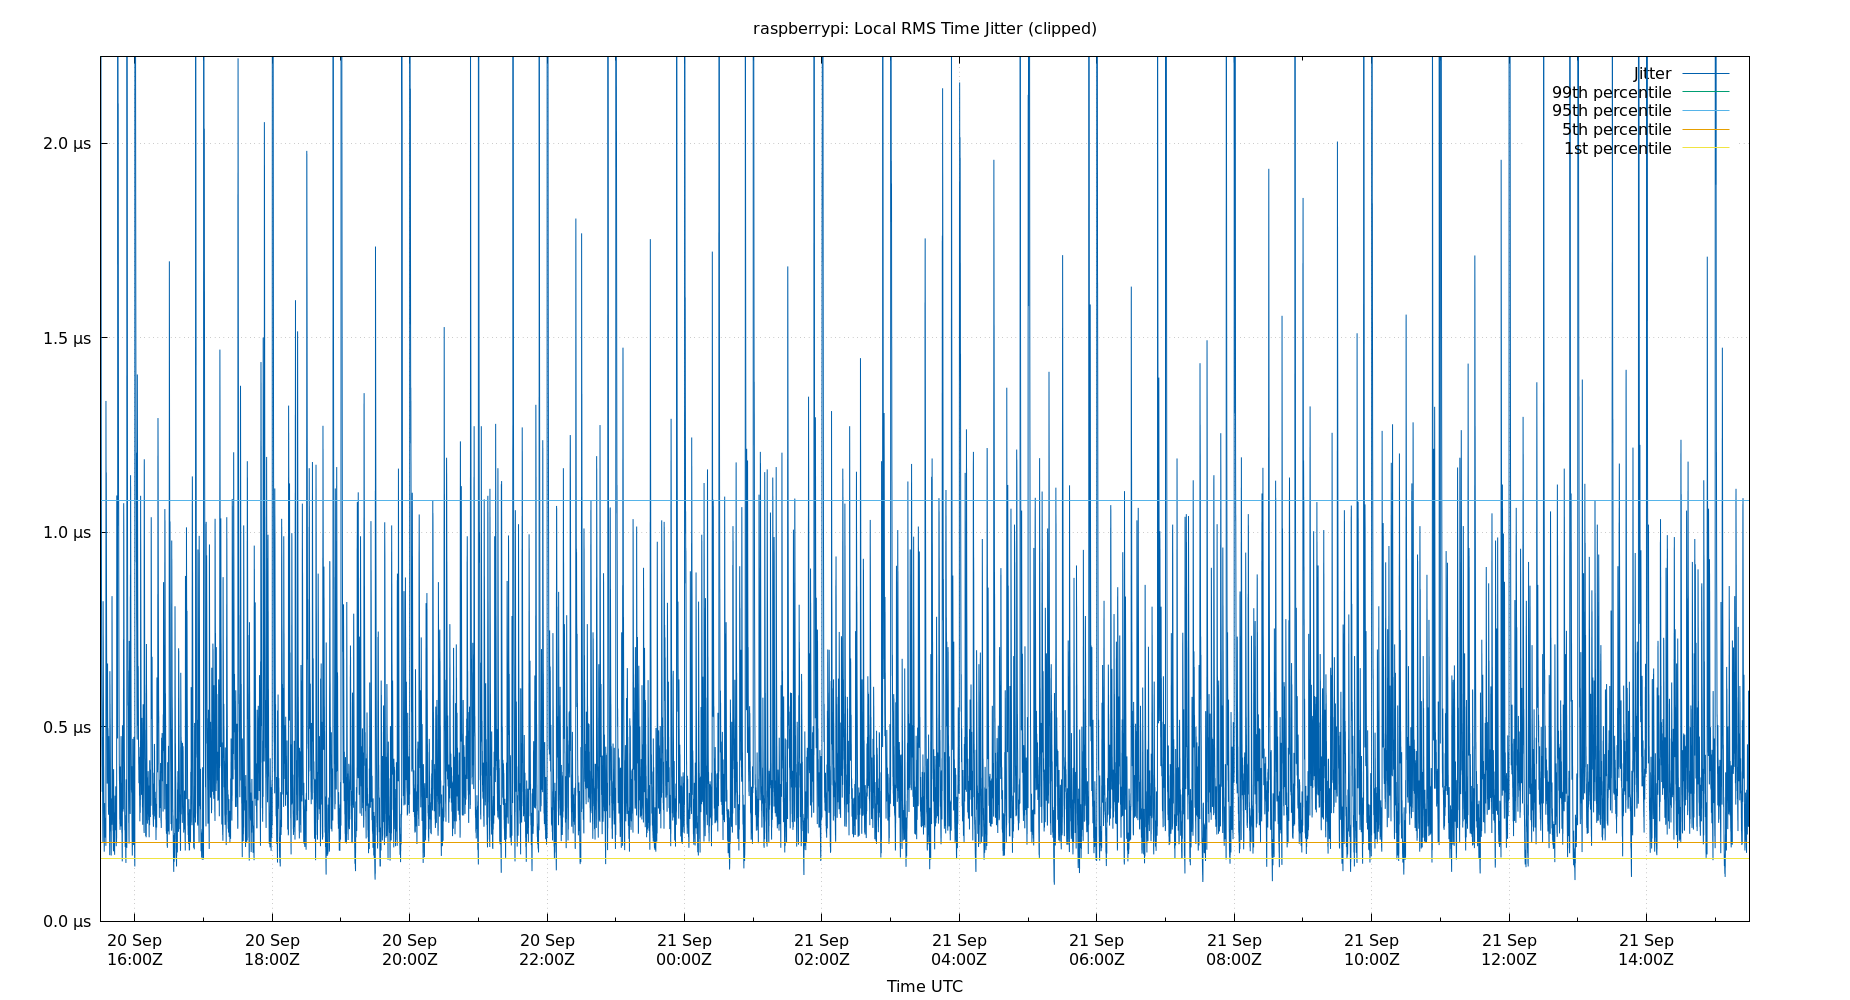 raspberrypi: Local RMS Time Jitter (clipped)
Jitter
99th percentile
95th percentile
5th percentile
1st percentile
2.0 µs
1.5 µs
1.0 µs
0.5 µs
0.0 µs
20 Sep 20 Sep 20 Sep 20 Sep 21 Sep 21 Sep 21 Sep 21 Sep 21 Sep 21 Sep 21 Sep 21 Sep
16:00Z 18:00Z 20:00Z 22:00Z 00:00Z 02:00Z 04:00Z 06:00Z 08:00Z 10:00Z 12:00Z 14:00Z
Time UTC